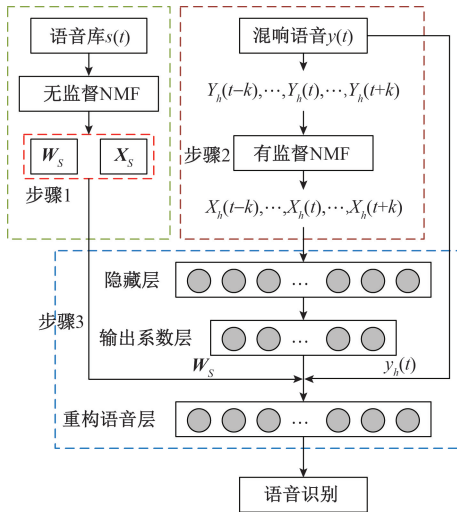 语音库s(t)
无监督NMF
W_S X_S
步骤1
混响语音y(t)
Y_h(t−k),…,Y_h(t),…,Y_h(t+k)
步骤2
有监督NMF
X_h(t−k),…,X_h(t),…,X_h(t+k)
步骤3
隐藏层
…
输出系数层
…
W_S
y_h(t)
重构语音层
…
语音识别